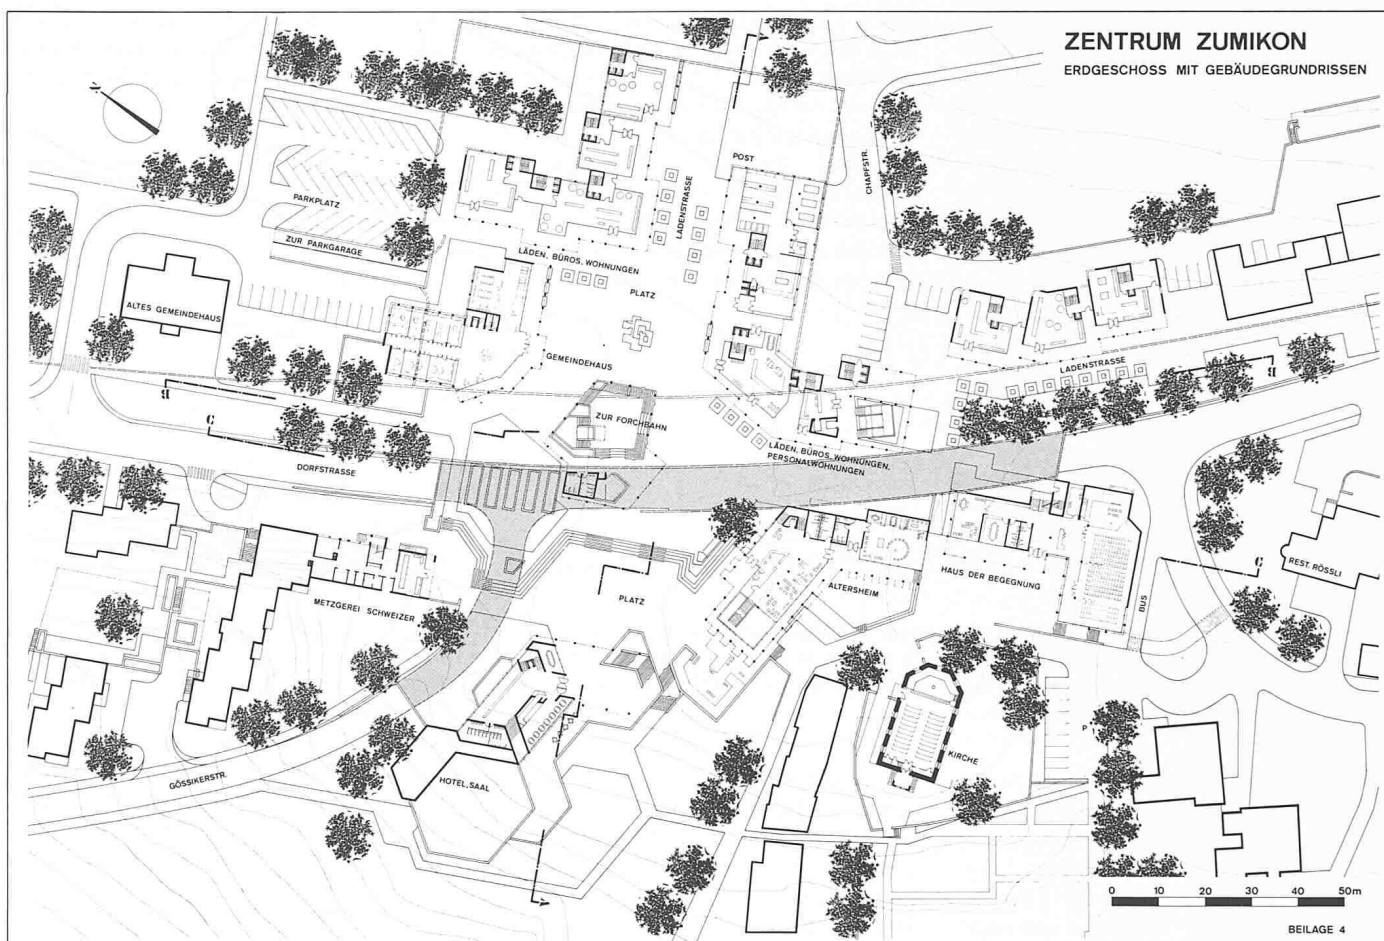 ZENTRUM ZUMIKON
ERDGESCHOSS MIT GEBÄUDEGRUNDRISSEN
N
A
POST
CHAPFSTR.
LADENSTRASSE
PARKPLATZ
ZUR PARKGARAGE
LÄDEN, BÜROS, WOHNUNGEN
PLATZ
ALTES GEMEINDEHAUS
GEMEINDEHAUS
LADENSTRASSE
B
B
C
ZUR FORCHBAHN
LÄDEN, BÜROS, WOHNUNGEN,
PERSONALWOHNUNGEN
DORFSTRASSE
REST. RÖSSLI
C
HAUS DER BEGEGNUNG
ALTERSHEIM
BUS
PLATZ
METZGEREI SCHWEIZER
P
KIRCHE
GÖSSIKERSTR.
HOTEL, SAAL
A
0 10 20 30 40 50m
BEILAGE 4